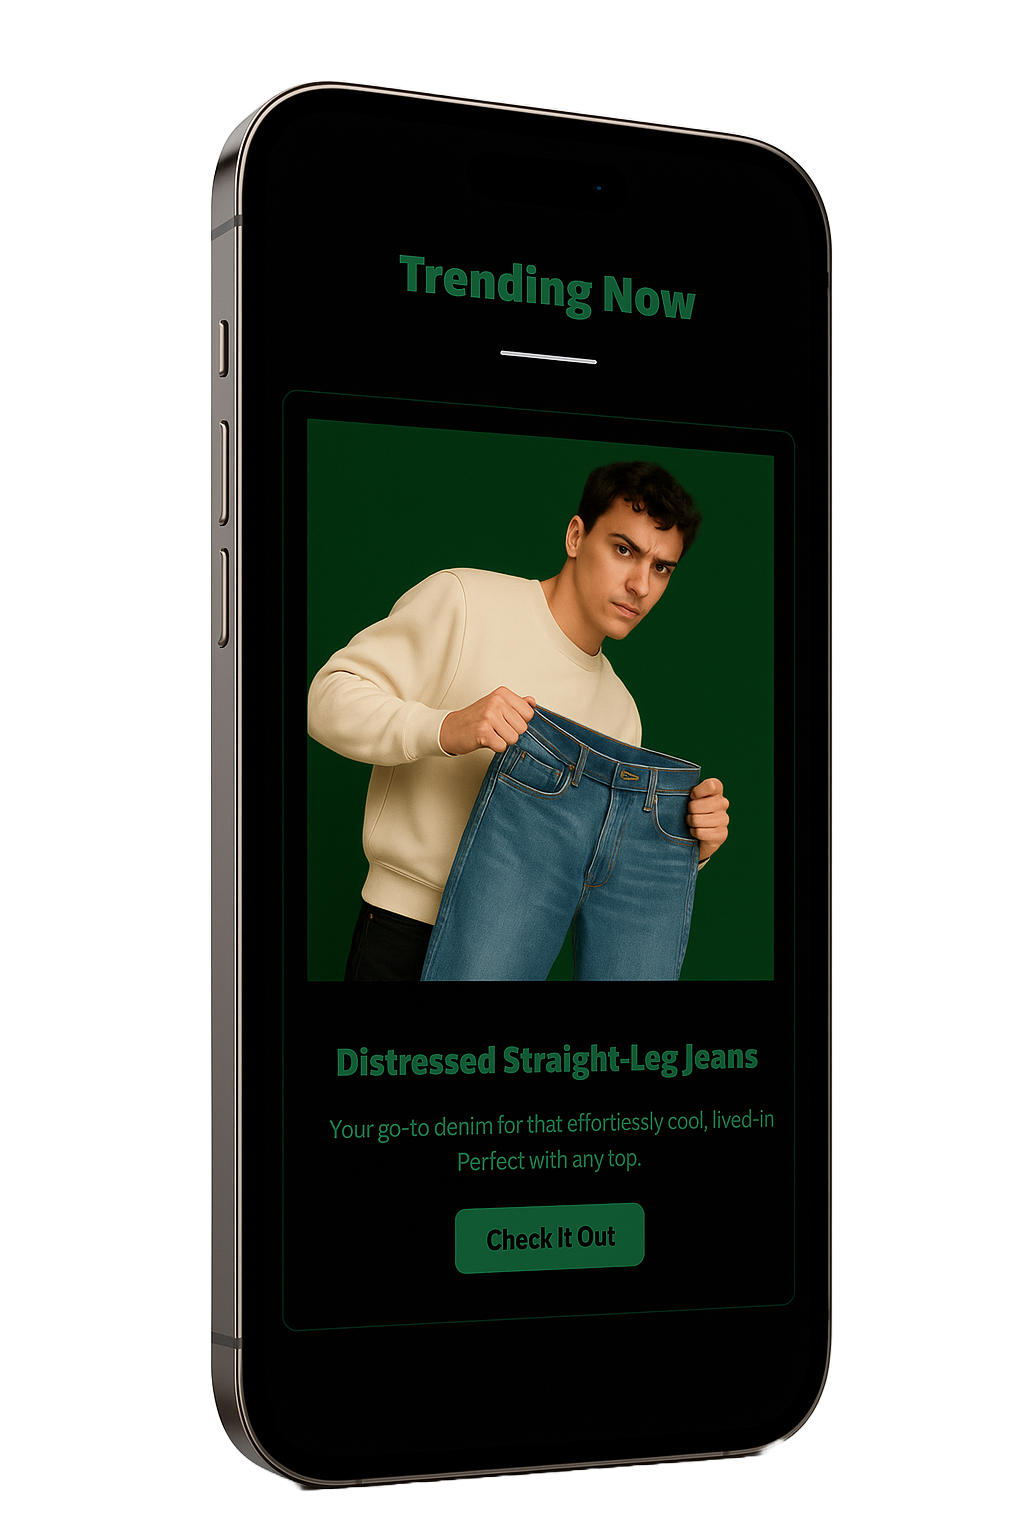 Trending Now
Distressed Straight-Leg Jeans
Your go-to denim for that effortlessly cool, lived-in
Perfect with any top.
Check It Out